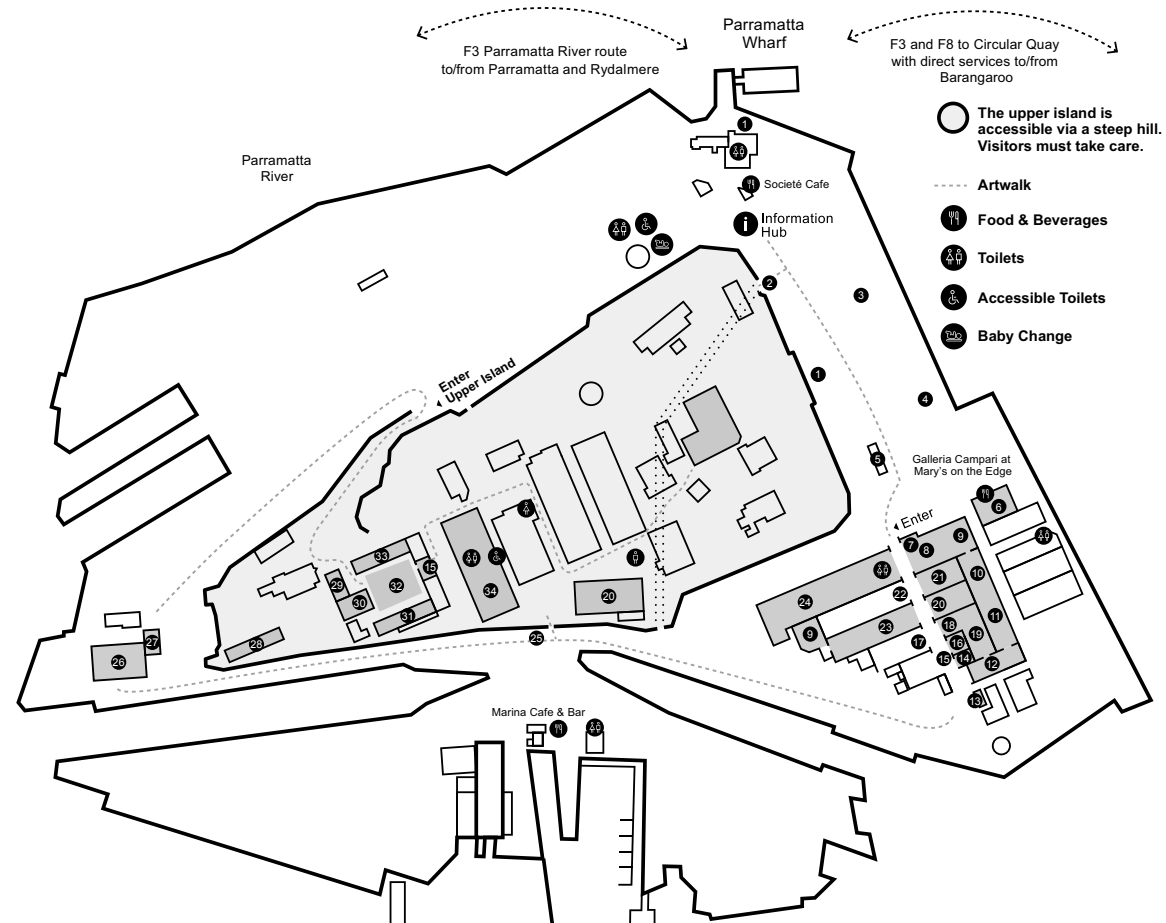 F3 Parramatta River route
to/from Parramatta and Rydalmere
Parramatta
Wharf
F3 and F8 to Circular Quay
with direct services to/from
Barangaroo
The upper island is
accessible via a steep hill.
Visitors must take care.
Artwalk
Food & Beverages
Toilets
Accessible Toilets
Baby Change
Parramatta
River
1
Societé Cafe
i
Information
Hub
2
3
Enter
Upper Island
1
4
5
Galleria Campari at
Mary's on the Edge
6
Enter
7
8
9
10
11
21
22
20
24
23
18
9
17
16
19
15
14
12
13
33
15
32
29
30
31
34
20
28
25
27
26
Marina Cafe & Bar